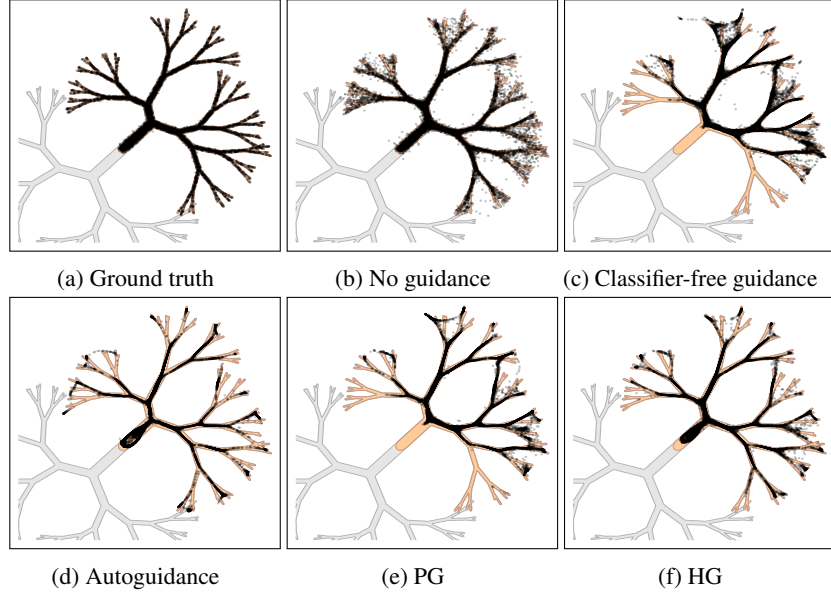 (a) Ground truth
(b) No guidance
(c) Classifier-free guidance
(d) Autoguidance
(e) PG
(f) HG